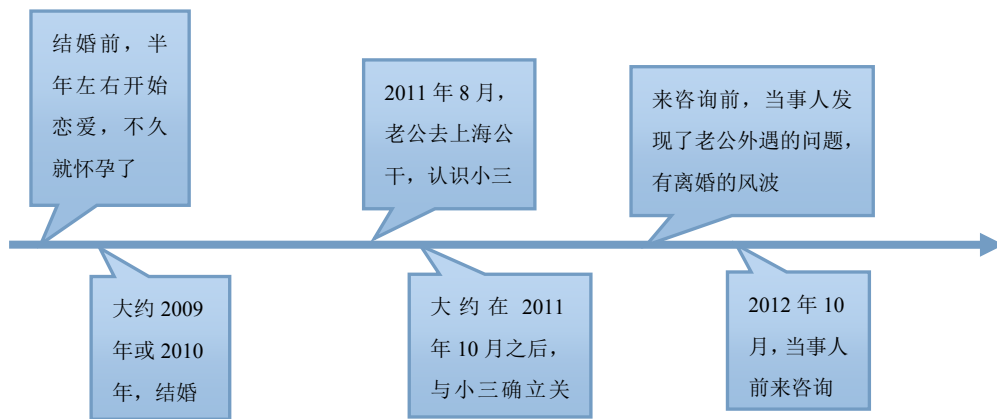 结婚前，半
年左右开始
恋爱，不久
就怀孕了
大约 2009
年或 2010
年，结婚
2011 年 8 月，
老公去上海公
干，认识小三
大约在 2011
年 10 月之后，
与小三确立关
来咨询前，当事人发
现了老公外遇的问题，
有离婚的风波
2012 年 10
月，当事人
前来咨询